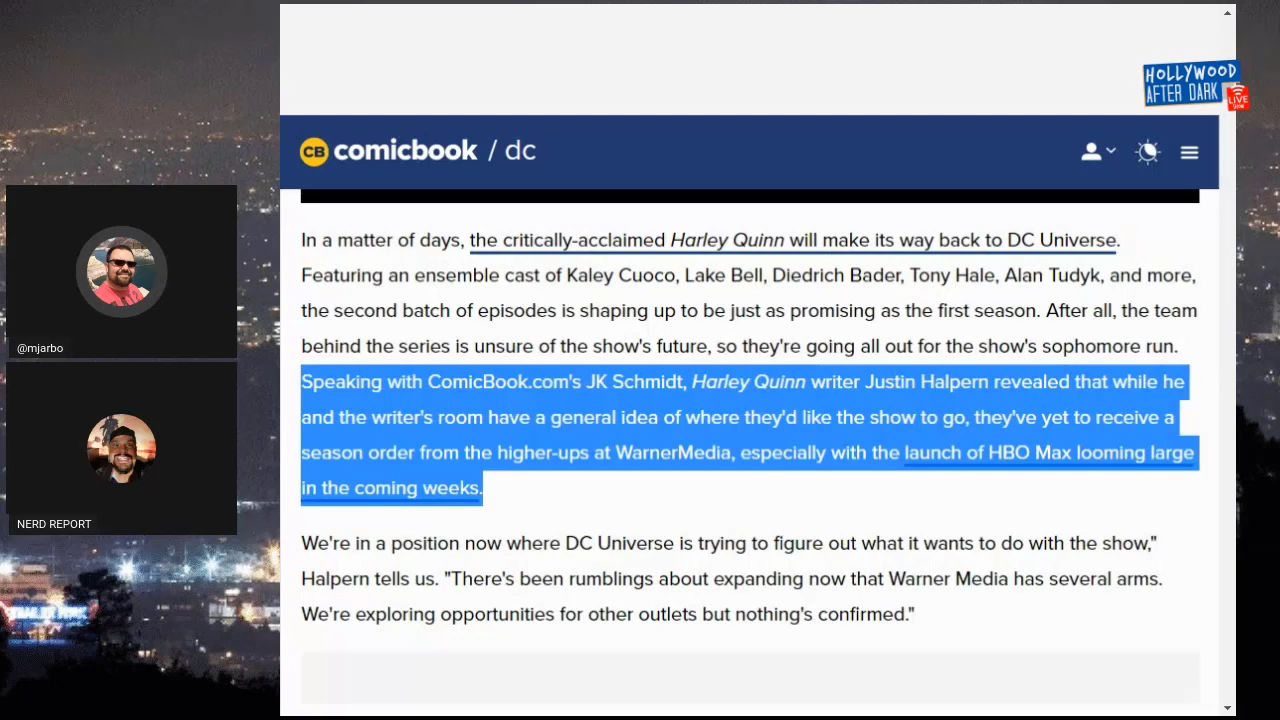 HOLLYWOOD
AFTER DARK
LIVE
SHOW
CB comicbook / dc
In a matter of days, the critically-acclaimed Harley Quinn will make its way back to DC Universe.
Featuring an ensemble cast of Kaley Cuoco, Lake Bell, Diedrich Bader, Tony Hale, Alan Tudyk, and more,
the second batch of episodes is shaping up to be just as promising as the first season. After all, the team
behind the series is unsure of the show's future, so they're going all out for the show's sophomore run.
Speaking with ComicBook.com's JK Schmidt, Harley Quinn writer Justin Halpern revealed that while he
and the writer's room have a general idea of where they'd like the show to go, they've yet to receive a
season order from the higher-ups at WarnerMedia, especially with the launch of HBO Max looming large
in the coming weeks.
We're in a position now where DC Universe is trying to figure out what it wants to do with the show,"
Halpern tells us. "There's been rumblings about expanding now that Warner Media has several arms.
We're exploring opportunities for other outlets but nothing's confirmed."
@mjarbo
NERD REPORT